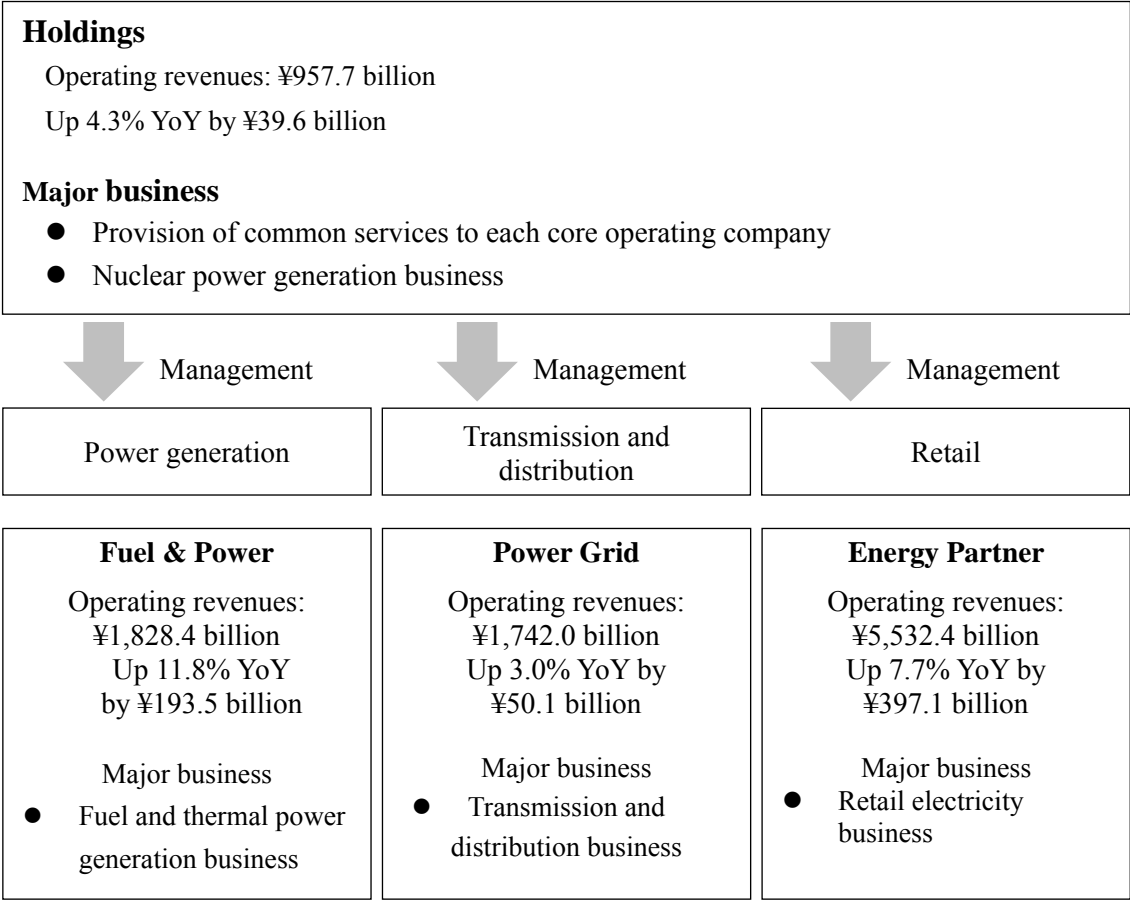 Holdings
Operating revenues: ¥957.7 billion
Up 4.3% YoY by ¥39.6 billion
Major business
● Provision of common services to each core operating company
● Nuclear power generation business
Management
Management
Management
Power generation
Transmission and
distribution
Retail
Fuel & Power
Operating revenues:
¥1,828.4 billion
Up 11.8% YoY
by ¥193.5 billion
Major business
● Fuel and thermal power
generation business
Power Grid
Operating revenues:
¥1,742.0 billion
Up 3.0% YoY by
¥50.1 billion
Major business
● Transmission and
distribution business
Energy Partner
Operating revenues:
¥5,532.4 billion
Up 7.7% YoY by
¥397.1 billion
Major business
● Retail electricity
business